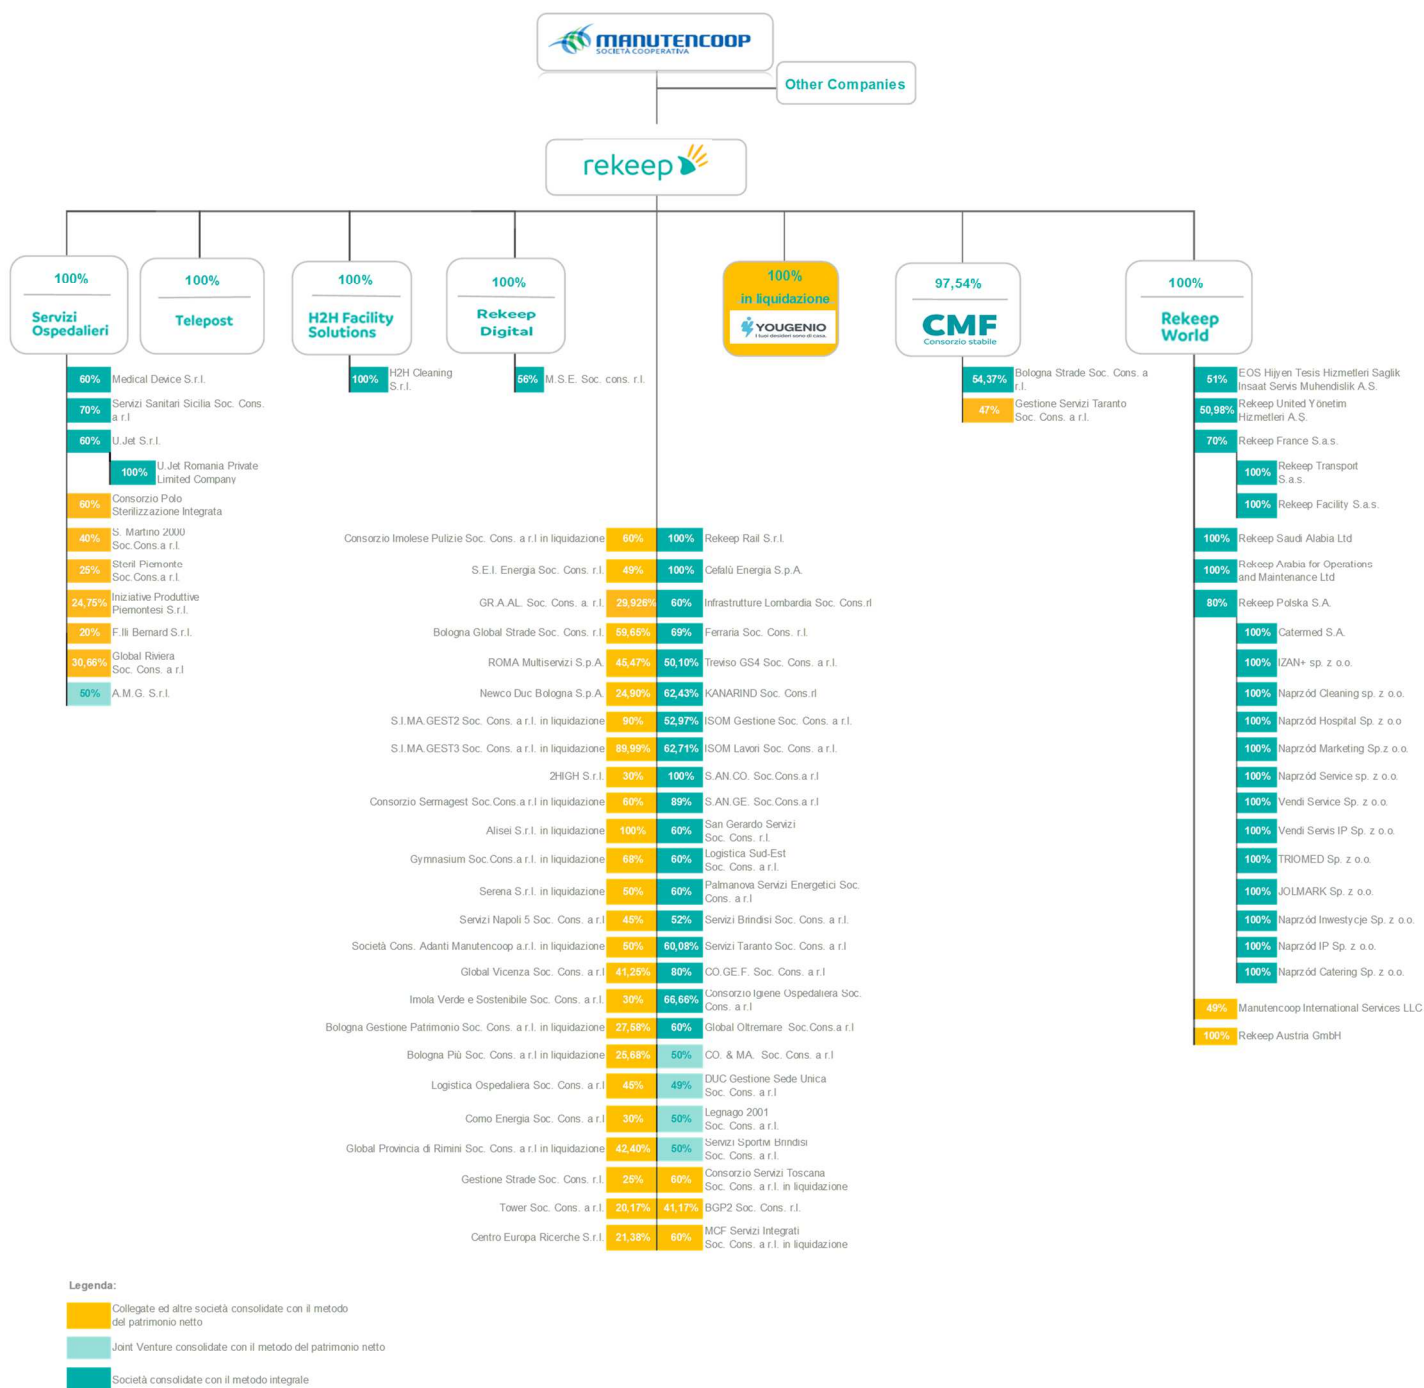 MANUTENCOOP
SOCIETÀ COOPERATIVA
Other Companies
rekeep
100%
Servizi
Ospedalieri
100%
Telepost
100%
H2H Facility
Solutions
100%
Rekeep
Digital
100%
in liquidazione
YOUGENIO
I tuoi desideri sono di casa.
97,54%
CMF
Consorzio stabile
100%
Rekeep
World
60% Medical Device S.r.l.
70% Servizi Sanitari Sicilia Soc. Cons.
a r.l
60% U.Jet S.r.l.
100% U.Jet Romania Private
Limited Company
60% Consorzio Polo
Sterilizzazione Integrata
40% S. Martino 2000
Soc.Cons.a r.l.
25% Steril Piemonte
Soc.Cons.a r.l.
24,75% Iniziative Produttive
Piemontesi S.r.l.
20% F.lli Bernard S.r.l.
30,66% Global Riviera
Soc. Cons. a r.l
50% A.M.G. S.r.l.
100% H2H Cleaning
S.r.l.
56% M.S.E. Soc. cons. r.l.
54,37% Bologna Strade Soc. Cons. a
r.l.
47% Gestione Servizi Taranto
Soc. Cons. a r.l.
51% EOS Hijyen Tesis Hizmetleri Saglik
Insaat Servis Muhendislik A.S.
50,98% Rekeep United Yönetim
Hizmetleri A.Ş.
70% Rekeep France S.a.s.
100% Rekeep Transport
S.a.s.
100% Rekeep Facility S.a.s.
100% Rekeep Saudi Alabia Ltd
100% Rekeep Arabia for Operations
and Maintenance Ltd
80% Rekeep Polska S.A.
100% Catermed S.A.
100% IZAN+ sp. z o.o.
100% Naprzód Cleaning sp. z o.o.
100% Naprzód Hospital Sp. z o.o
100% Naprzód Marketing Sp.z o.o.
100% Naprzód Service sp. z o.o.
100% Vendi Service Sp. z o.o.
100% Vendi Servis IP Sp. z o.o.
100% TRIOMED Sp. z o.o.
100% JOLMARK Sp. z o.o.
100% Naprzód Inwestycje Sp. z o.o.
100% Naprzód IP Sp. z o.o.
100% Naprzód Catering Sp. z o.o.
49% Manutencoop International Services LLC
100% Rekeep Austria GmbH
Consorzio Imolese Pulizie Soc. Cons. a r.l in liquidazione 60% 100% Rekeep Rail S.r.l.
S.E.I. Energia Soc. Cons. r.l. 49% 100% Cefalù Energia S.p.A.
GR.A.AL. Soc. Cons. a r.l. 29,926% 60% Infrastrutture Lombardia Soc. Cons.rl
Bologna Global Strade Soc. Cons. r.l. 59,65% 69% Ferraria Soc. Cons. r.l.
ROMA Multiservizi S.p.A. 45,47% 50,10% Treviso GS4 Soc. Cons. a r.l.
Newco Duc Bologna S.p.A. 24,90% 62,43% KANARIND Soc. Cons.rl
S.I.MA.GEST2 Soc. Cons. a r.l. in liquidazione 90% 52,97% ISOM Gestione Soc. Cons. a r.l.
S.I.MA.GEST3 Soc. Cons. a r.l. in liquidazione 89,99% 62,71% ISOM Lavori Soc. Cons. a r.l.
2HIGH S.r.l. 30% 100% S.AN.CO. Soc.Cons.a r.l
Consorzio Sermagest Soc.Cons.a r.l in liquidazione 60% 89% S.AN.GE. Soc.Cons.a r.l
Alisei S.r.l. in liquidazione 100% 60% San Gerardo Servizi
Soc. Cons. r.l.
Gymnasium Soc.Cons.a r.l. in liquidazione 68% 60% Logistica Sud-Est
Soc. Cons. a r.l.
Serena S.r.l. in liquidazione 50% 60% Palmanova Servizi Energetici Soc.
Cons. a r.l
Servizi Napoli 5 Soc. Cons. a r.l 45% 52% Servizi Brindisi Soc. Cons. a r.l.
Società Cons. Adanti Manutencoop a r.l. in liquidazione 50% 60,08% Servizi Taranto Soc. Cons. a r.l
Global Vicenza Soc. Cons. a r.l 41,25% 80% CO.GE.F. Soc. Cons. a r.l
Imola Verde e Sostenibile Soc. Cons. a r.l. 30% 66,66% Consorzio Igiene Ospedaliera Soc.
Cons. a r.l
Bologna Gestione Patrimonio Soc. Cons. a r.l. in liquidazione 27,58% 60% Global Oltremare Soc.Cons.a r.l
Bologna Più Soc. Cons. a r.l in liquidazione 25,68% 50% CO. & MA. Soc. Cons. a r.l
Logistica Ospedaliera Soc. Cons. a r.l 45% 49% DUC Gestione Sede Unica
Soc. Cons. a r.l
Como Energia Soc. Cons. a r.l 30% 50% Legnago 2001
Soc. Cons. a r.l.
Global Provincia di Rimini Soc. Cons. a r.l in liquidazione 42,40% 50% Servizi Sportivi Brindisi
Soc. Cons. a r.l.
Gestione Strade Soc. Cons. r.l. 25% 60% Consorzio Servizi Toscana
Soc. Cons. a r.l. in liquidazione
Tower Soc. Cons. a r.l. 20,17% 41,17% BGP2 Soc. Cons. r.l.
Centro Europa Ricerche S.r.l. 21,38% 60% MCF Servizi Integrati
Soc. Cons. a r.l. in liquidazione
Legenda:
Collegate ed altre società consolidate con il metodo
del patrimonio netto
Joint Venture consolidate con il metodo del patrimonio netto
Società consolidate con il metodo integrale